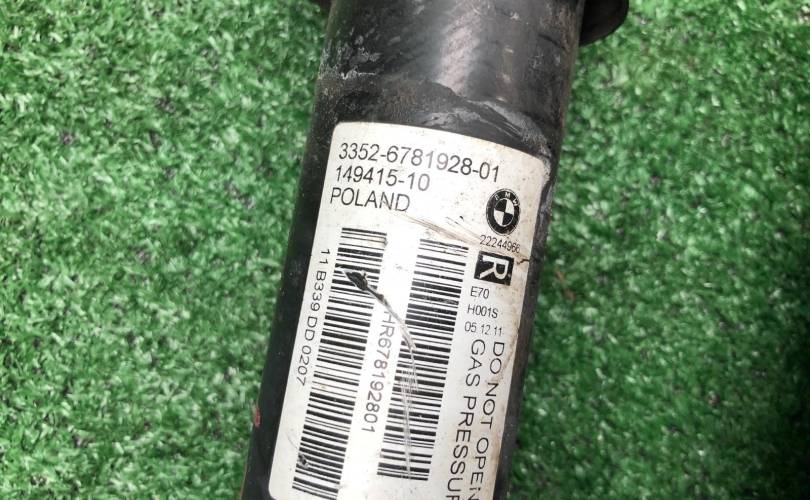 3352-6781928-01
149415-10
POLAND
BMW
22244966
R
E70
H001S
05.12.11
DO NOT OPEN
GAS PRESSUR
HR678192801
11 B339 DD 0207